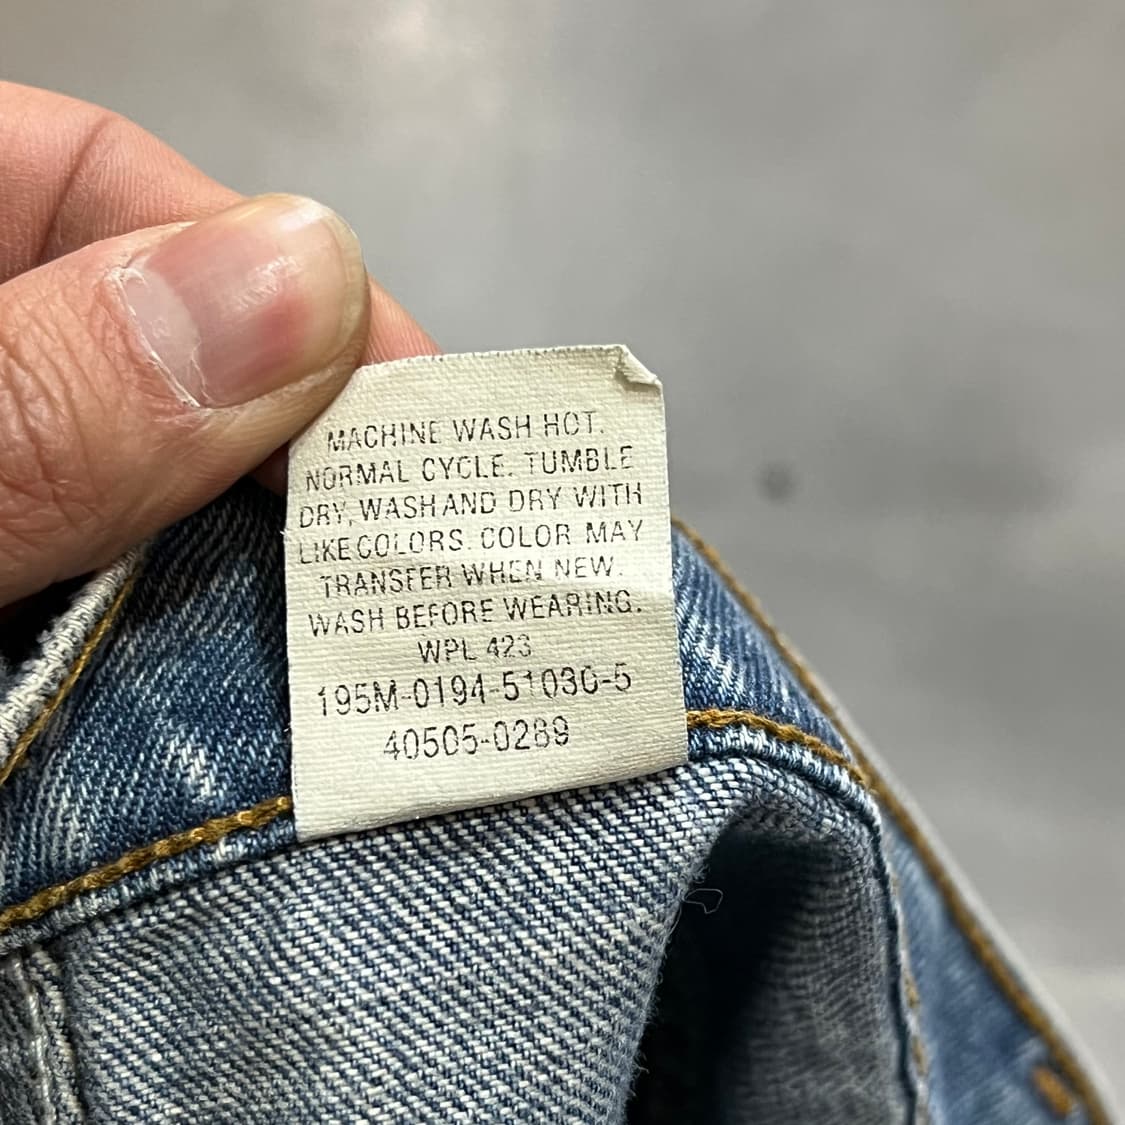 MACHINE WASH HOT.
NORMAL CYCLE. TUMBLE
DRY, WASH AND DRY WITH
LIKE COLORS. COLOR MAY
TRANSFER WHEN NEW.
WASH BEFORE WEARING.
WPL 423
195M-0194-51030-5
40505-0289